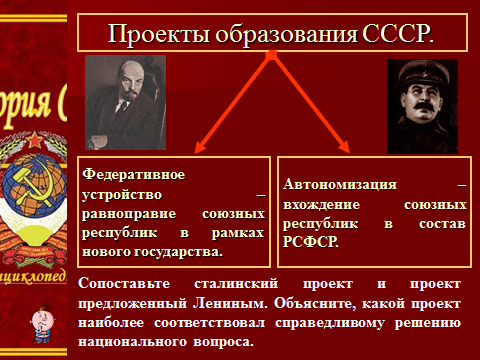 Проекты образования СССР.
Федеративное
устройство –
равноправие союзных
республик в рамках
нового государства.
Автономизация –
вхождение союзных
республик в состав
РСФСР.
Сопоставьте сталинский проект и проект
предложенный Лениным. Объясните, какой проект
наиболее соответствовал справедливому решению
национального вопроса.